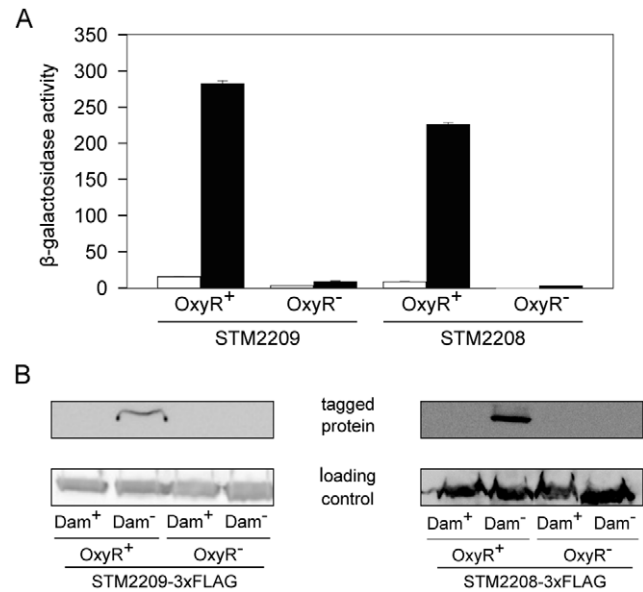 A
β-galactosidase activity
350
300
250
200
150
100
50
0
OxyR+ OxyR- OxyR+ OxyR-
STM2209 STM2208
B
tagged
protein
loading
control
Dam+ Dam- Dam+ Dam- Dam+ Dam- Dam+ Dam-
OxyR+ OxyR- OxyR+ OxyR-
STM2209-3xFLAG STM2208-3xFLAG